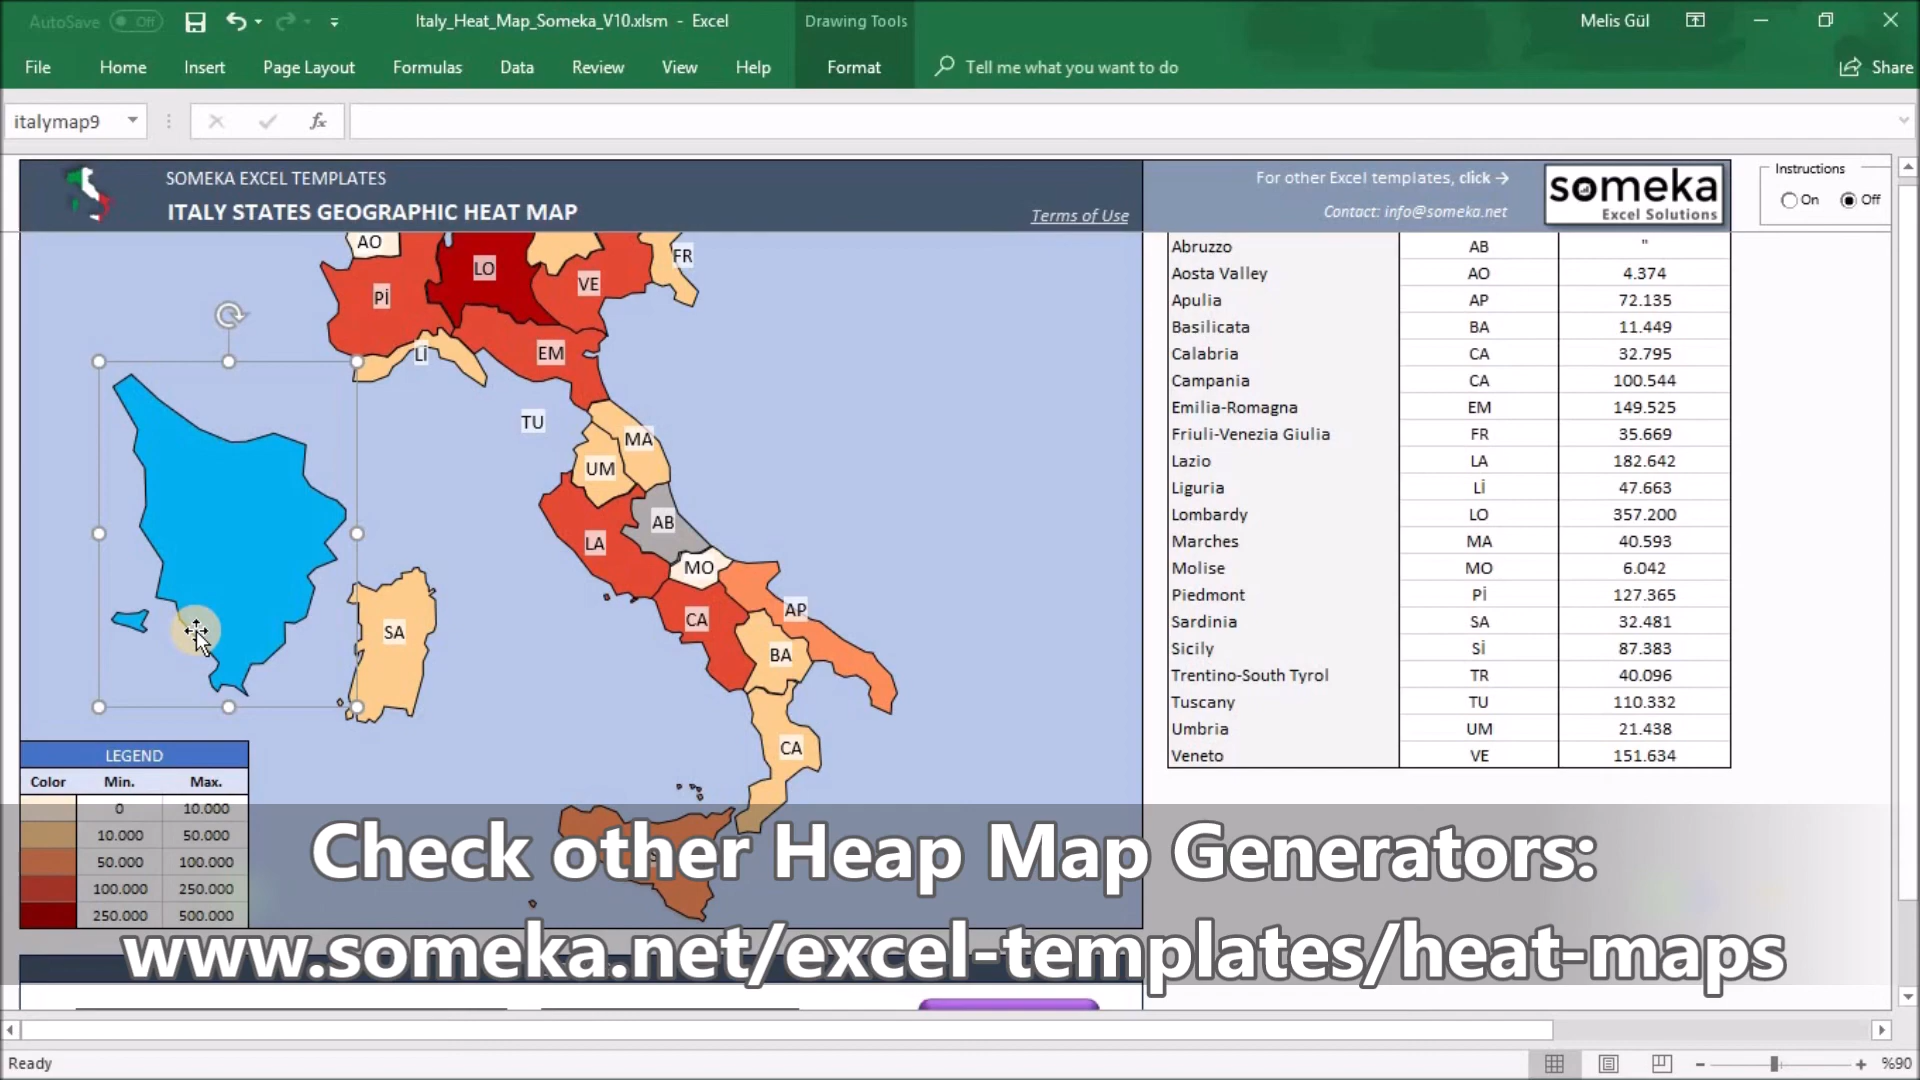 AutoSave Off
Italy_Heat_Map_Someka_V10.xlsm - Excel
Drawing Tools
Melis Gül
File Home Insert Page Layout Formulas Data Review View Help Format Tell me what you want to do Share
italymap9
fx
SOMEKA EXCEL TEMPLATES
ITALY STATES GEOGRAPHIC HEAT MAP
Terms of Use
For other Excel templates, click →
Contact: info@someka.net
someka
Excel Solutions
Instructions
On Off
AO
LO
FR
Pİ
VE
Lİ
EM
TU
MA
UM
AB
LA
MO
AP
CA
SA
BA
CA
Abruzzo AB "
Aosta Valley AO 4.374
Apulia AP 72.135
Basilicata BA 11.449
Calabria CA 32.795
Campania CA 100.544
Emilia-Romagna EM 149.525
Friuli-Venezia Giulia FR 35.669
Lazio LA 182.642
Liguria Lİ 47.663
Lombardy LO 357.200
Marches MA 40.593
Molise MO 6.042
Piedmont Pİ 127.365
Sardinia SA 32.481
Sicily Sİ 87.383
Trentino-South Tyrol TR 40.096
Tuscany TU 110.332
Umbria UM 21.438
Veneto VE 151.634
LEGEND
Color Min. Max.
0 10.000
10.000 50.000
50.000 100.000
100.000 250.000
250.000 500.000
Check other Heap Map Generators:
www.someka.net/excel-templates/heat-maps
Ready
%90